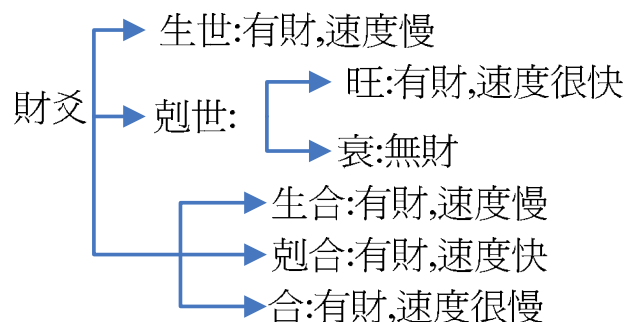 生世:有財,速度慢
財爻
剋世:
旺:有財,速度很快
衰:無財
生合:有財,速度慢
剋合:有財,速度快
合:有財,速度很慢